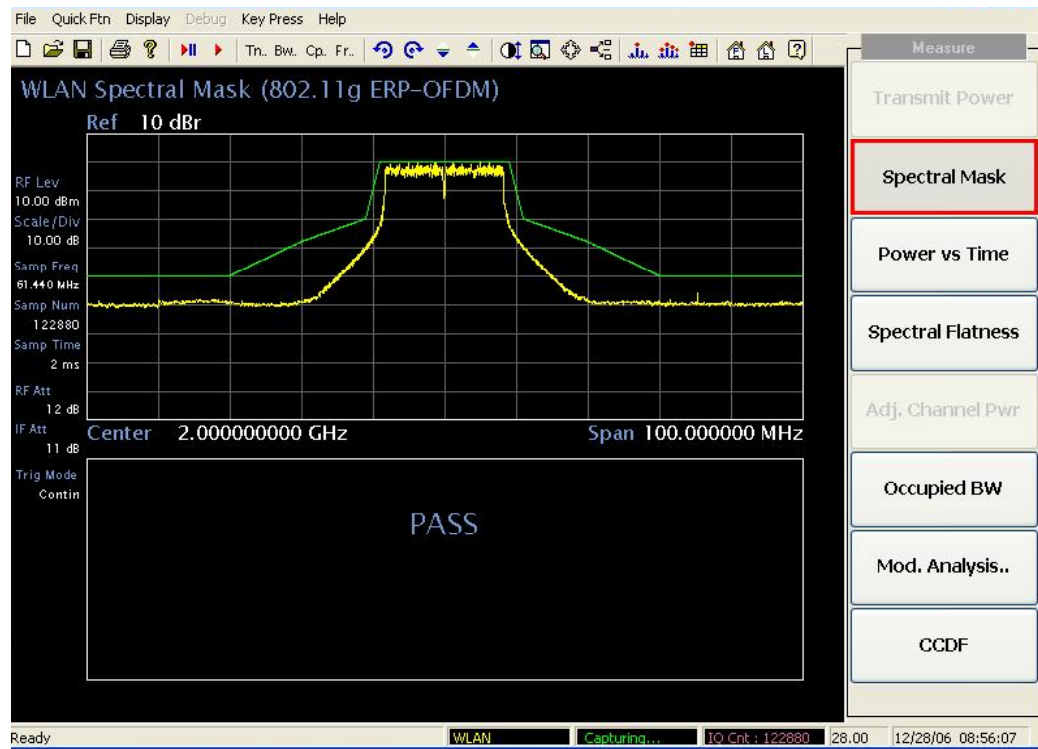 File Quick Ftn Display Debug Key Press Help
Tn.. Bw.. Cp.. Fr..
WLAN Spectral Mask (802.11g ERP-OFDM)
Ref 10 dBr
RF Lev
10.00 dBm
Scale/Div
10.00 dB
Samp Freq
61.440 MHz
Samp Num
122880
Samp Time
2 ms
RF Att
12 dB
IF Att
11 dB
Trig Mode
Contin
Center 2.000000000 GHz Span 100.000000 MHz
PASS
Measure
Transmit Power
Spectral Mask
Power vs Time
Spectral Flatness
Adj. Channel Pwr
Occupied BW
Mod. Analysis..
CCDF
Ready WLAN Capturing... IQ Cnt : 122880 28.00 12/28/06 08:56:07